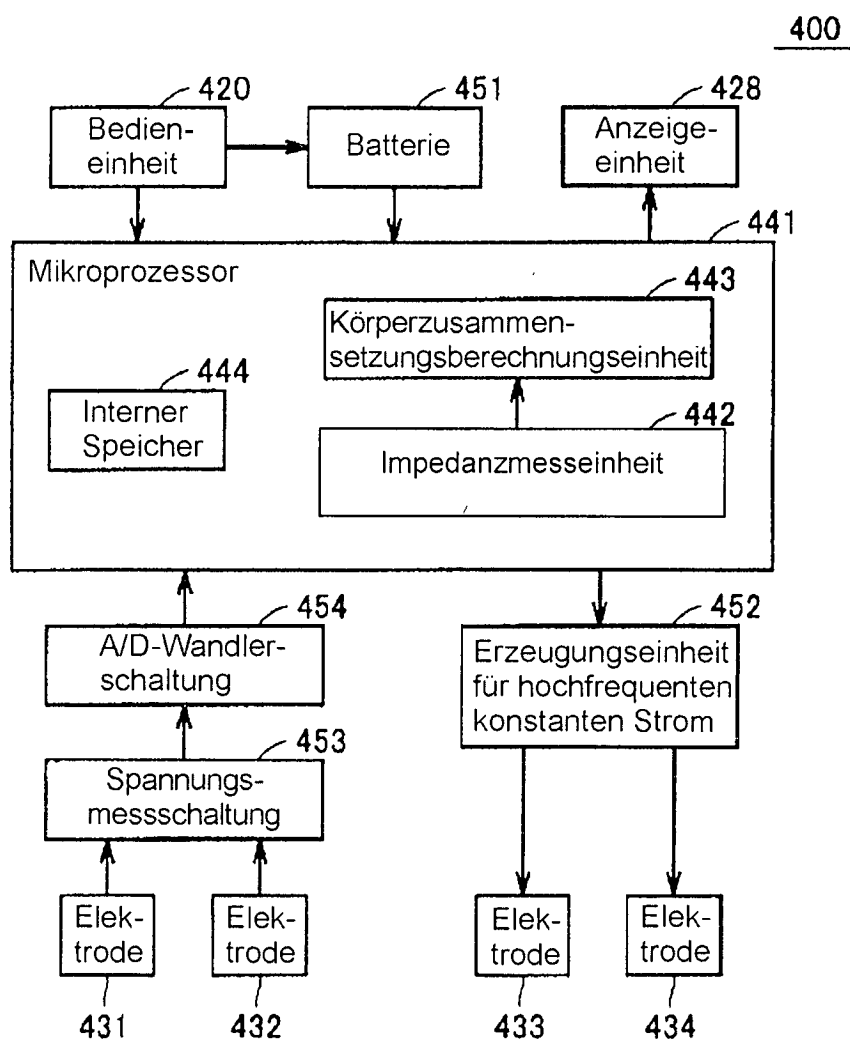 400
420
451
428
Bedien-
einheit
Batterie
Anzeige-
einheit
441
Mikroprozessor
443
Körperzusammen-
setzungsberechnungseinheit
444
Interner
Speicher
442
Impedanzmesseinheit
454
A/D-Wandler-
schaltung
452
Erzeugungseinheit
für hochfrequenten
konstanten Strom
453
Spannungs-
messschaltung
Elek-
trode
Elek-
trode
Elek-
trode
Elek-
trode
431
432
433
434